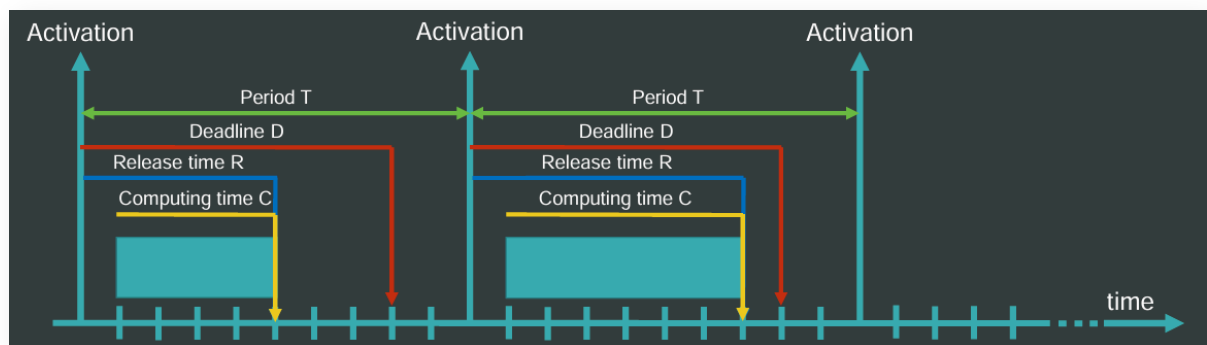 Activation
Activation
Activation
Period T
Period T
Deadline D
Deadline D
Release time R
Release time R
Computing time C
Computing time C
time